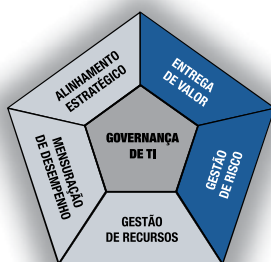 ALINHAMENTO
ESTRATÉGICO
ENTREGA
DE VALOR
MENSURAÇÃO
DE DESEMPENHO
GOVERNANÇA
DE TI
GESTÃO
DE RISCO
GESTÃO
DE RECURSOS